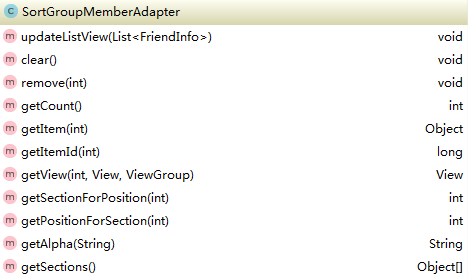 C SortGroupMemberAdapter
m updateListView(List<FriendInfo>) void
m clear() void
m remove(int) void
m getCount() int
m getItem(int) Object
m getItemId(int) long
m getView(int, View, ViewGroup) View
m getSectionForPosition(int) int
m getPositionForSection(int) int
m getAlpha(String) String
m getSections() Object[]